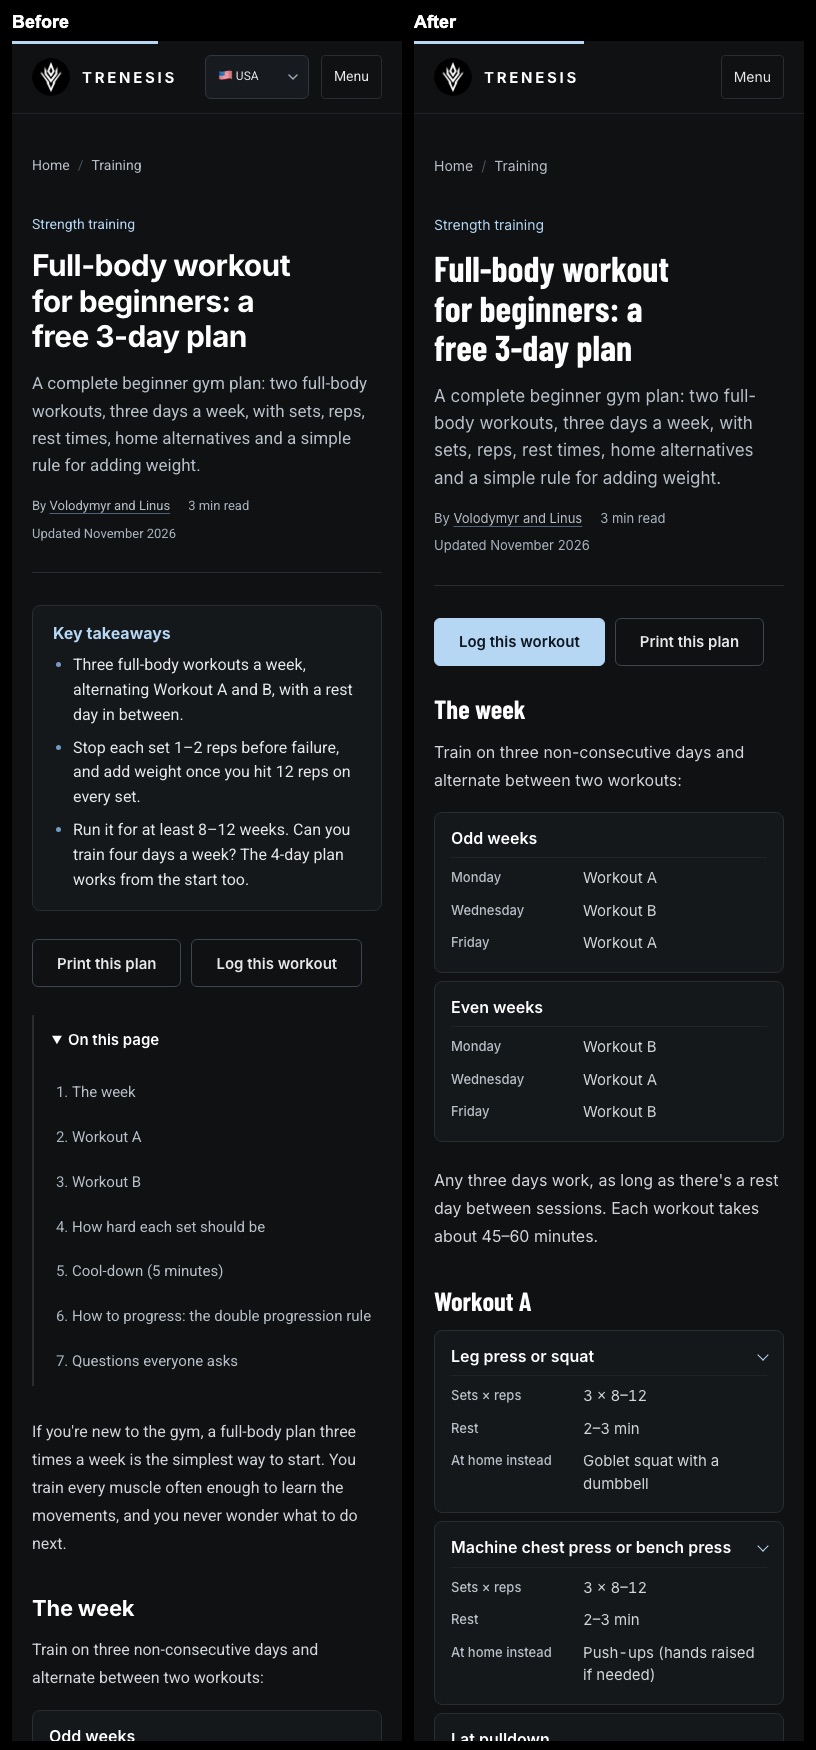 Before
TRENESIS
🇺🇸 USA
Menu
Home / Training
Strength training
Full-body workout
for beginners: a
free 3-day plan
A complete beginner gym plan: two full-body
workouts, three days a week, with sets, reps,
rest times, home alternatives and a simple
rule for adding weight.
By Volodymyr and Linus 3 min read
Updated November 2026
Key takeaways
• Three full-body workouts a week,
alternating Workout A and B, with a rest
day in between.
• Stop each set 1–2 reps before failure,
and add weight once you hit 12 reps on
every set.
• Run it for at least 8–12 weeks. Can you
train four days a week? The 4-day plan
works from the start too.
Print this plan
Log this workout
▼ On this page
1. The week
2. Workout A
3. Workout B
4. How hard each set should be
5. Cool-down (5 minutes)
6. How to progress: the double progression rule
7. Questions everyone asks
If you're new to the gym, a full-body plan three
times a week is the simplest way to start. You
train every muscle often enough to learn the
movements, and you never wonder what to do
next.
The week
Train on three non-consecutive days and
alternate between two workouts:
Odd weeks
After
TRENESIS
Menu
Home / Training
Strength training
Full-body workout
for beginners: a
free 3-day plan
A complete beginner gym plan: two full-
body workouts, three days a week, with
sets, reps, rest times, home alternatives
and a simple rule for adding weight.
By Volodymyr and Linus 3 min read
Updated November 2026
Log this workout
Print this plan
The week
Train on three non-consecutive days and
alternate between two workouts:
Odd weeks
Monday Workout A
Wednesday Workout B
Friday Workout A
Even weeks
Monday Workout B
Wednesday Workout A
Friday Workout B
Any three days work, as long as there's a rest
day between sessions. Each workout takes
about 45–60 minutes.
Workout A
Leg press or squat
Sets × reps 3 × 8–12
Rest 2–3 min
At home instead Goblet squat with a
dumbbell
Machine chest press or bench press
Sets × reps 3 × 8–12
Rest 2–3 min
At home instead Push-ups (hands raised
if needed)
Lat pulldown